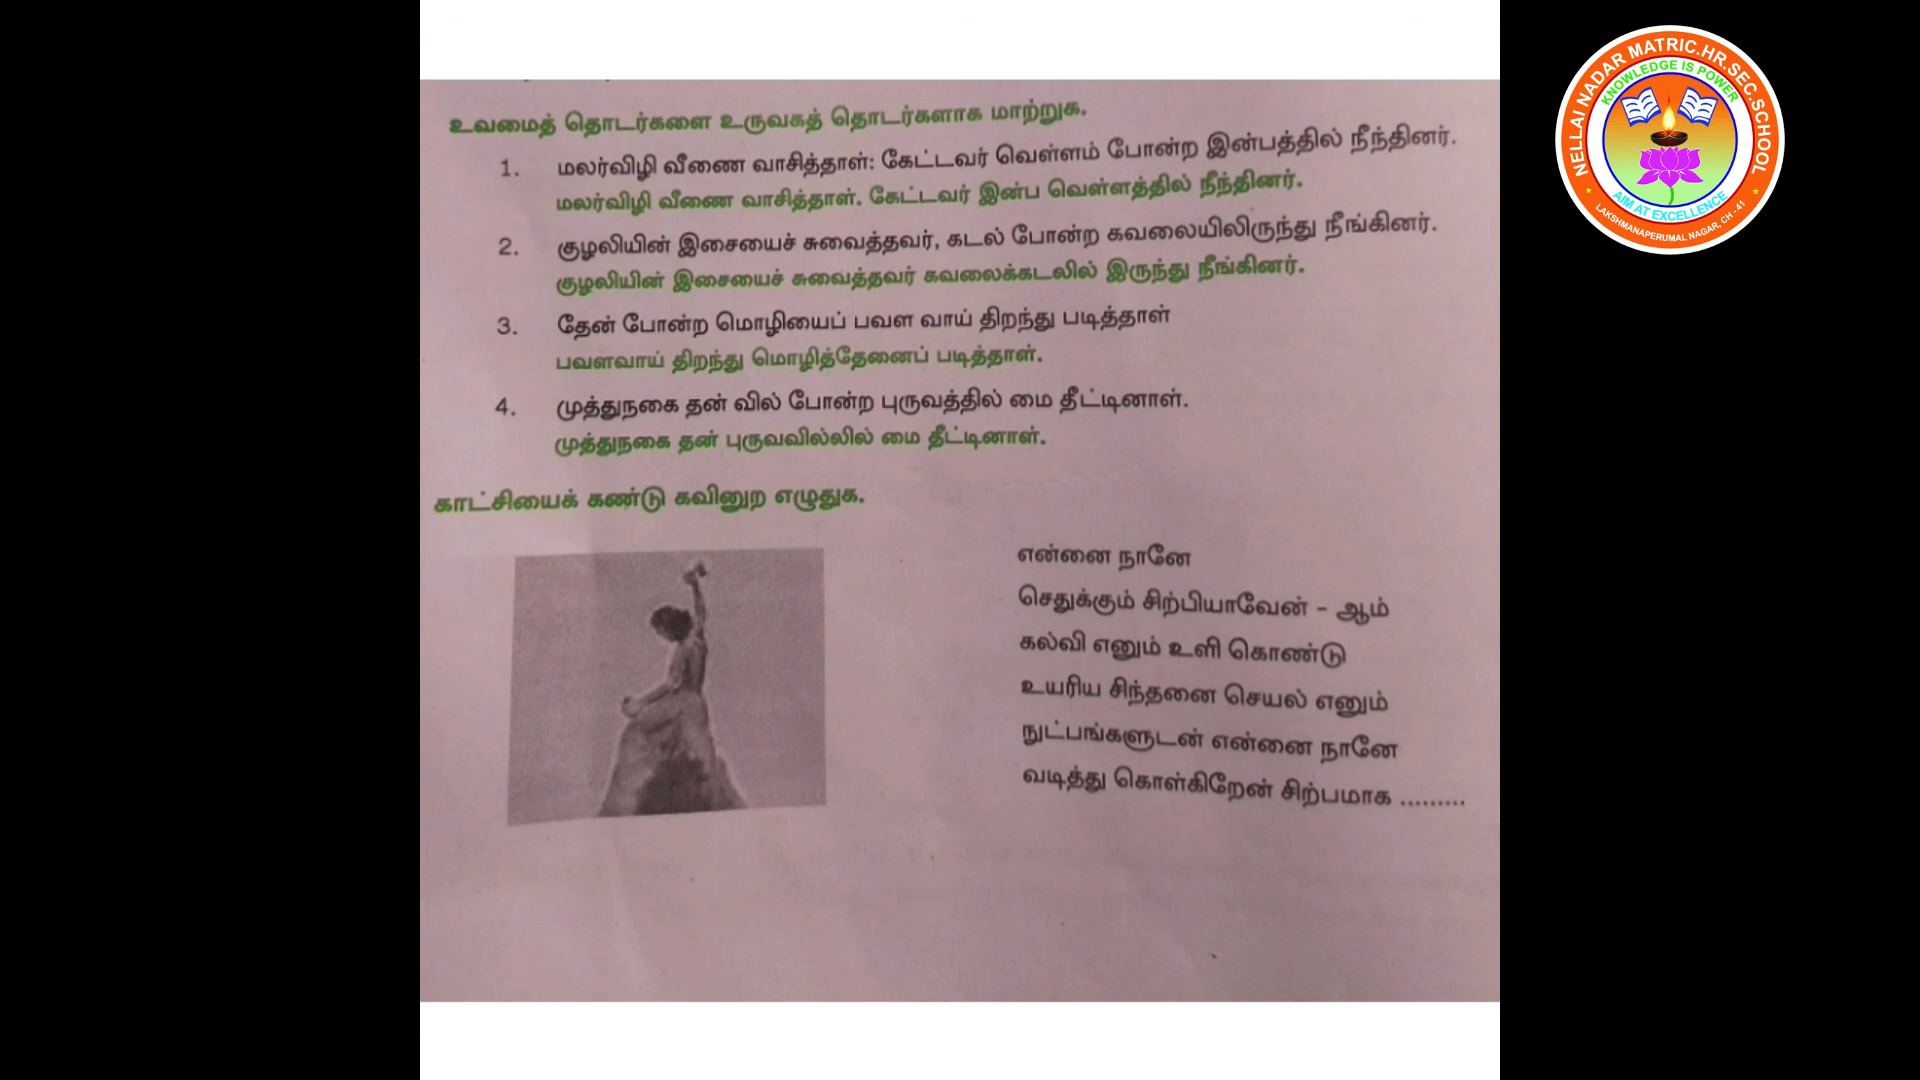 உவமைத் தொடர்களை உருவகத் தொடர்களாக மாற்றுக.
1. மலர்விழி வீணை வாசித்தாள்: கேட்டவர் வெள்ளம் போன்ற இன்பத்தில் நீந்தினர்.
மலர்விழி வீணை வாசித்தாள். கேட்டவர் இன்ப வெள்ளத்தில் நீந்தினர்.
2. குழலியின் இசையைச் சுவைத்தவர், கடல் போன்ற கவலையிலிருந்து நீங்கினர்.
குழலியின் இசையைச் சுவைத்தவர் கவலைக்கடலில் இருந்து நீங்கினர்.
3. தேன் போன்ற மொழியைப் பவள வாய் திறந்து படித்தாள்
பவளவாய் திறந்து மொழித்தேனைப் படித்தாள்.
4. முத்துநகை தன் வில் போன்ற புருவத்தில் மை தீட்டினாள்.
முத்துநகை தன் புருவவில்லில் மை தீட்டினாள்.
காட்சியைக் கண்டு கவினுற எழுதுக.
என்னை நானே
செதுக்கும் சிற்பியாவேன் - ஆம்
கல்வி எனும் உளி கொண்டு
உயரிய சிந்தனை செயல் எனும்
நுட்பங்களுடன் என்னை நானே
வடித்து கொள்கிறேன் சிற்பமாக .........
NELLAI NADAR MATRIC.HR.SEC.SCHOOL
KNOWLEDGE IS POWER
AIM AT EXCELLENCE
LAKSHMANAPERUMAL NAGAR, CH - 41